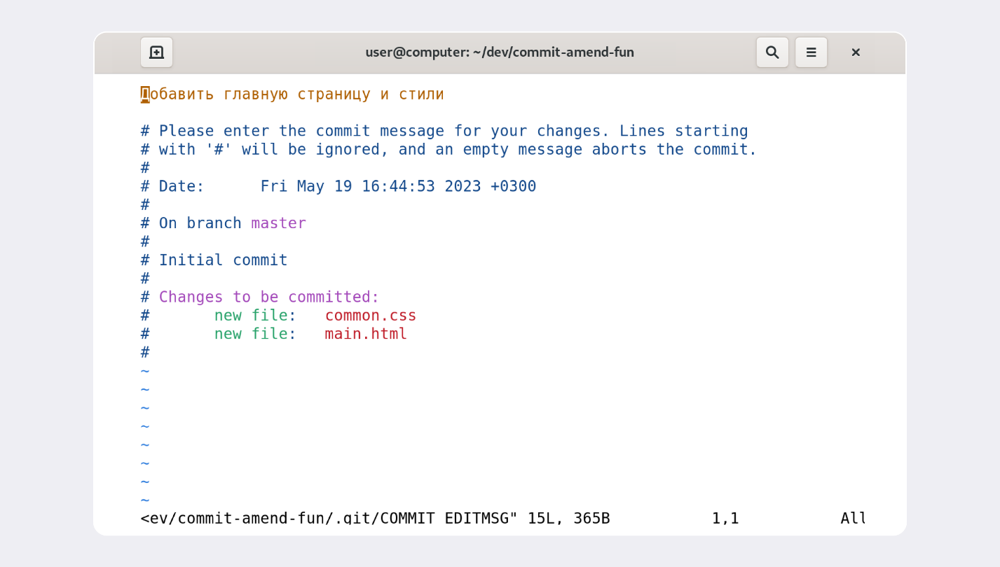 user@computer: ~/dev/commit-amend-fun
Добавить главную страницу и стили
# Please enter the commit message for your changes. Lines starting
# with '#' will be ignored, and an empty message aborts the commit.
#
# Date:      Fri May 19 16:44:53 2023 +0300
#
# On branch master
#
# Initial commit
#
# Changes to be committed:
#       new file:   common.css
#       new file:   main.html
#
~
~
~
~
~
~
~
~
<ev/commit-amend-fun/.git/COMMIT_EDITMSG" 15L, 365B           1,1           All